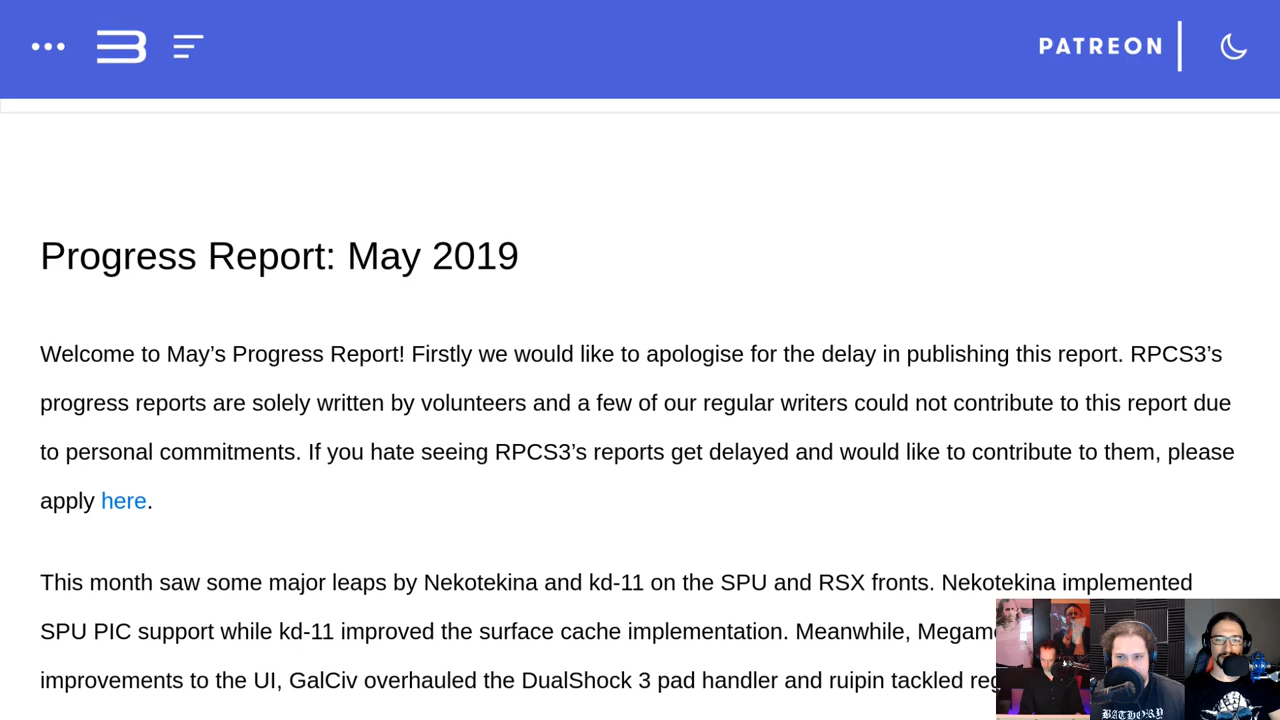 PATREON
Progress Report: May 2019
Welcome to May’s Progress Report! Firstly we would like to apologise for the delay in publishing this report. RPCS3’s
progress reports are solely written by volunteers and a few of our regular writers could not contribute to this report due
to personal commitments. If you hate seeing RPCS3’s reports get delayed and would like to contribute to them, please
apply here.
This month saw some major leaps by Nekotekina and kd-11 on the SPU and RSX fronts. Nekotekina implemented
SPU PIC support while kd-11 improved the surface cache implementation. Meanwhile,
improvements to the UI, GalCiv overhauled the DualShock 3 pad handler and ruipin tackled
BATHORY